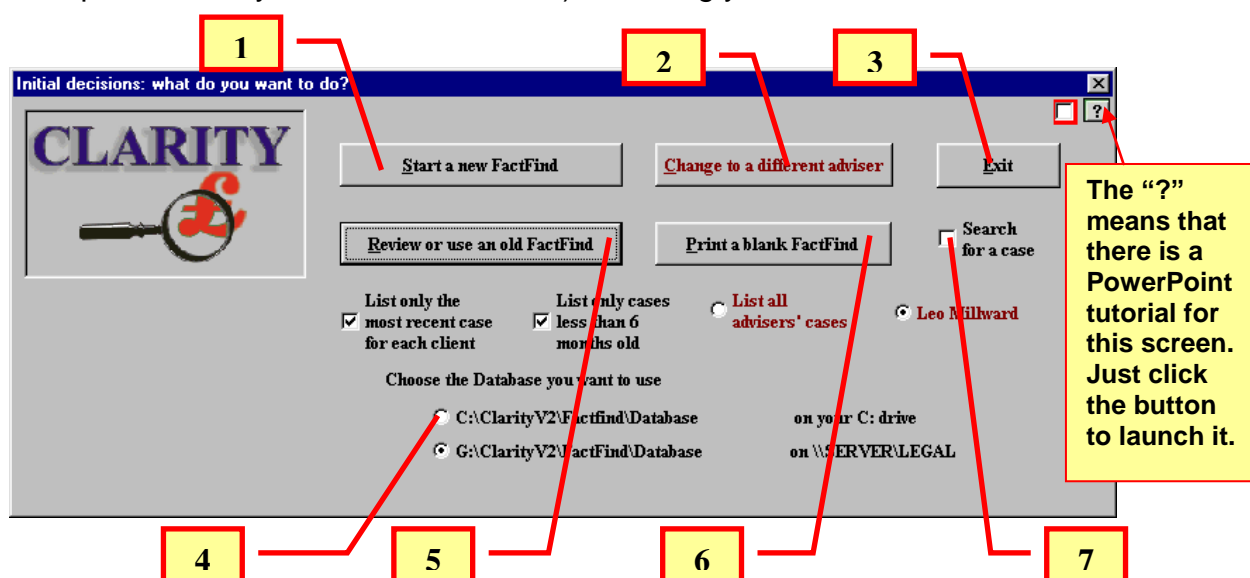 1
2
3
Initial decisions: what do you want to do?
?
CLARITY
£
Start a new FactFind
Change to a different adviser
Exit
The “?”
means that
there is a
PowerPoint
tutorial for
this screen.
Just click
the button
to launch it.
Review or use an old FactFind
Print a blank FactFind
Search
for a case
List only the
most recent case
for each client
List only cases
less than 6
months old
List all
advisers' cases
Leo Millward
Choose the Database you want to use
C:\ClarityV2\Factfind\Database
on your C: drive
G:\ClarityV2\FactFind\Database
on \\SERVER\LEGAL
4
5
6
7